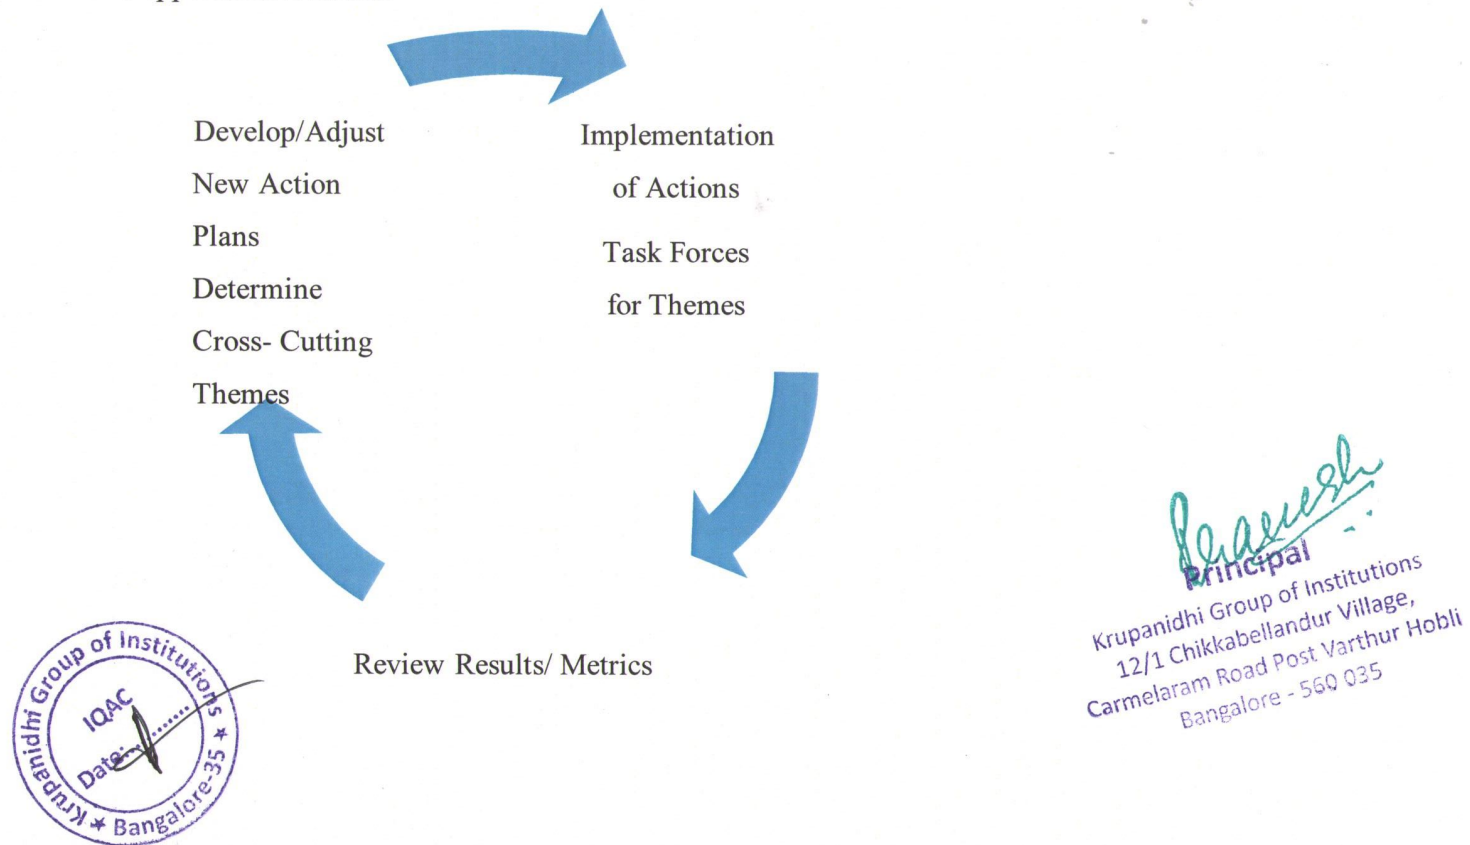 Develop/Adjust
New Action
Plans
Determine
Cross- Cutting
Themes
Implementation
of Actions
Task Forces
for Themes
Review Results/ Metrics
Krupanidhi Group of Institutions
IQAC
Date:..........
★ Bangalore-35 ★
Principal
Krupanidhi Group of Institutions
12/1 Chikkabellandur Village,
Carmelaram Road Post Varthur Hobli
Bangalore - 560 035